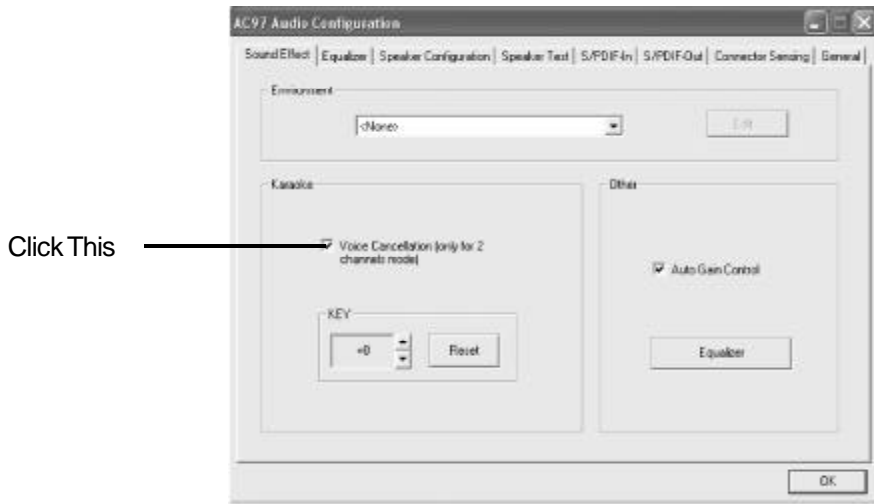 AC97 Audio Configuration
Sound Effect Equalizer Speaker Configuration Speaker Test S/PDIF-In S/PDIF-Out Connector Sensing General
Environment
<None>
Edit
Karaoke
Other
Click This
Voice Cancellation (only for 2
channels mode)
Auto Gain Control
KEY
+0
Reset
Equalizer
OK